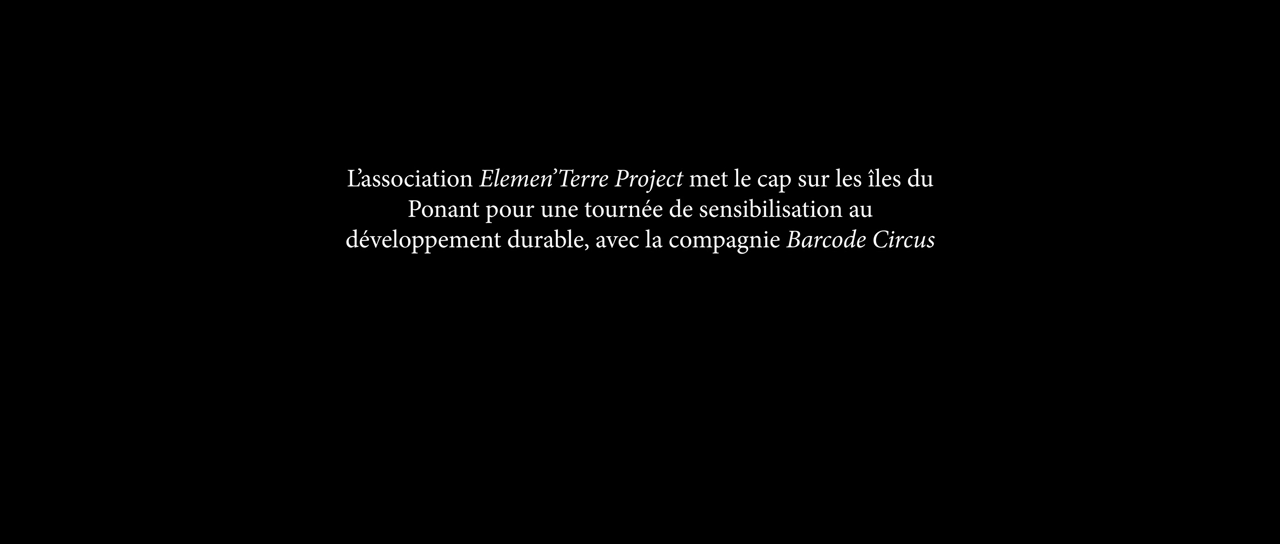 L’association Elemen’Terre Project met le cap sur les îles du
Ponant pour une tournée de sensibilisation au
développement durable, avec la compagnie Barcode Circus